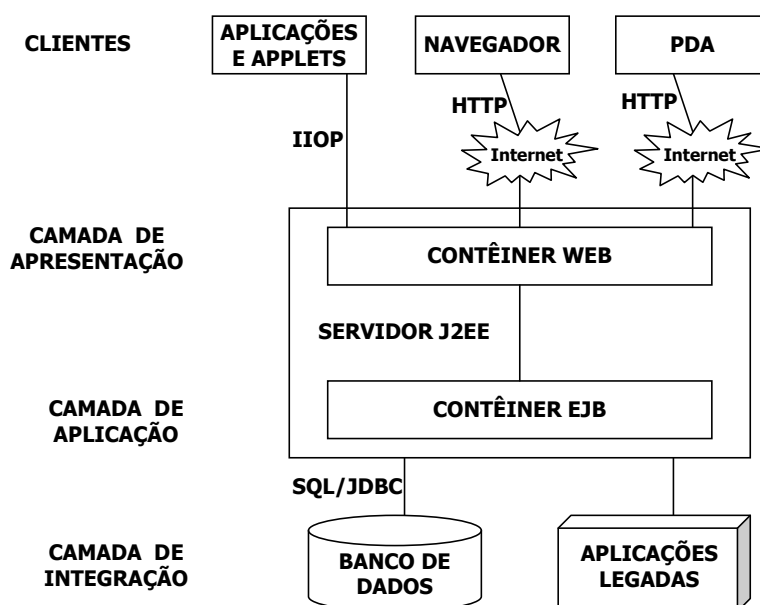 CLIENTES
APLICAÇÕES
E APPLETS
NAVEGADOR
PDA
HTTP
HTTP
IIOP
Internet
Internet
CAMADA DE
APRESENTAÇÃO
CONTÊINER WEB
SERVIDOR J2EE
CAMADA DE
APLICAÇÃO
CONTÊINER EJB
SQL/JDBC
CAMADA DE
INTEGRAÇÃO
BANCO DE
DADOS
APLICAÇÕES
LEGADAS